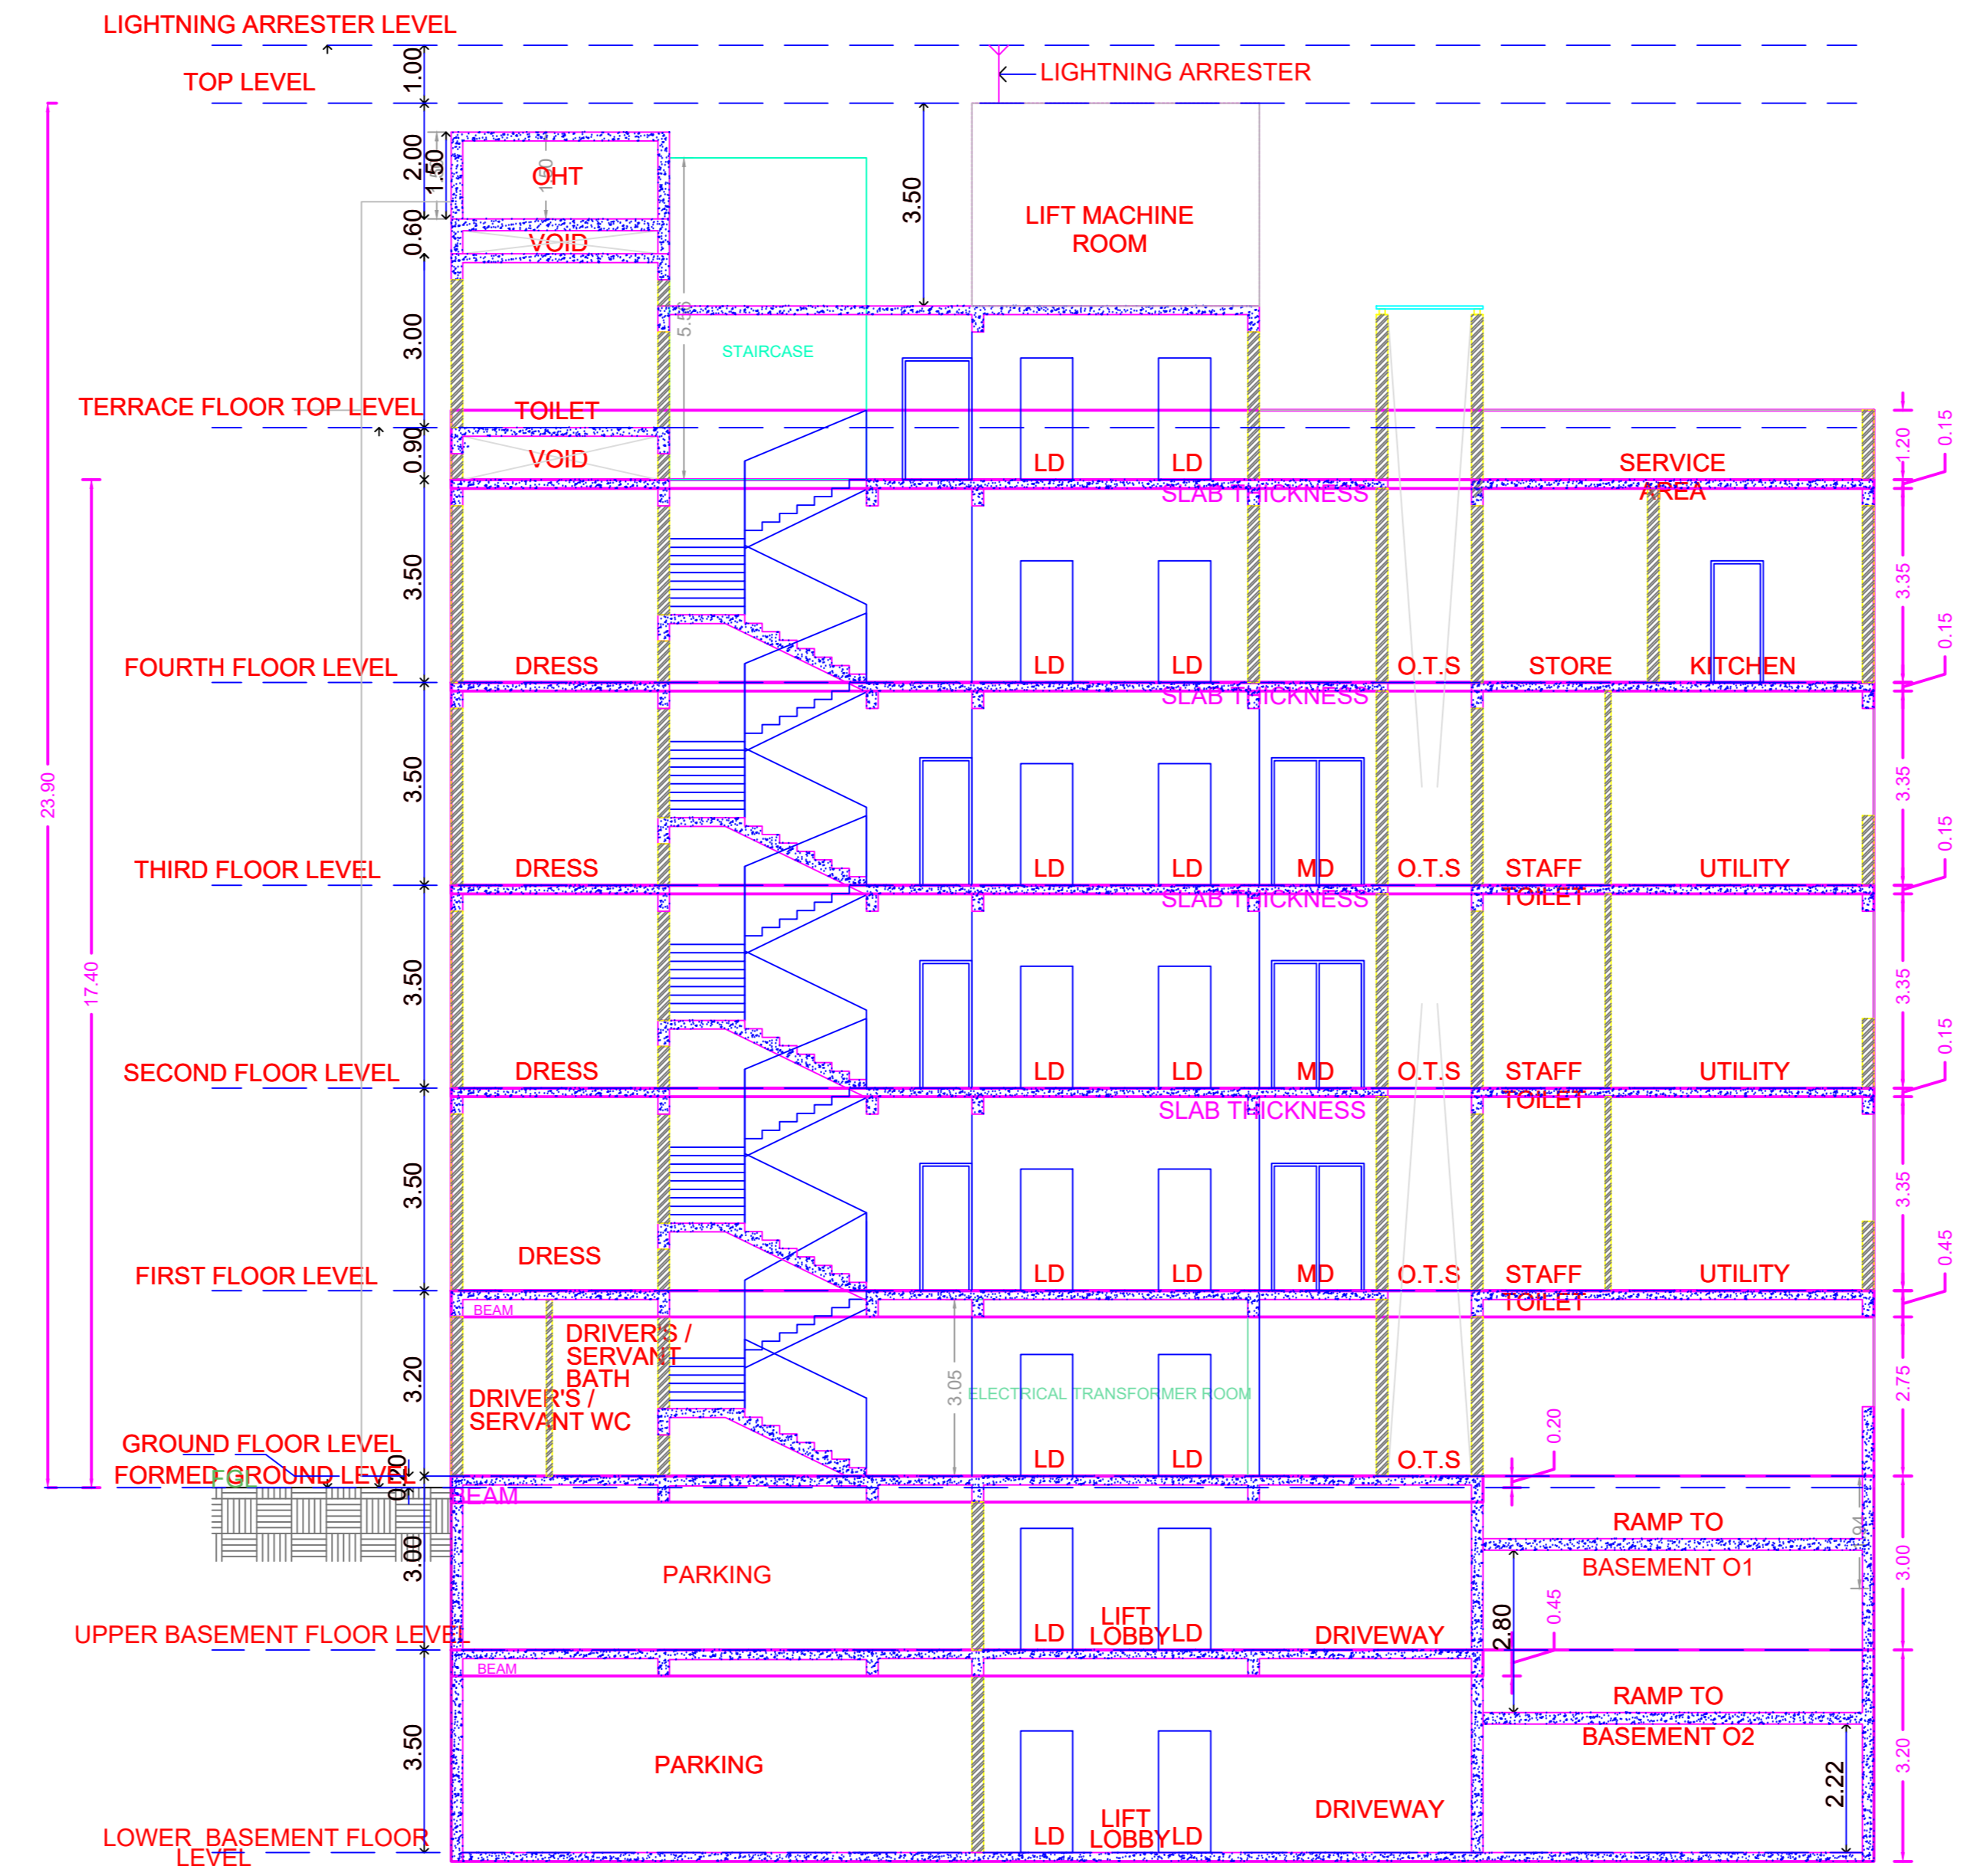 LIGHTNING ARRESTER LEVEL
1.00
TOP LEVEL
LIGHTNING ARRESTER
2.00
1.50
1.50
OHT
3.50
LIFT MACHINE
ROOM
0.60
VOID
5.56
3.00
STAIRCASE
TERRACE FLOOR TOP LEVEL
TOILET
0.90
VOID
LD
LD
SERVICE
AREA
1.20
0.15
SLAB THICKNESS
3.50
3.35
FOURTH FLOOR LEVEL
DRESS
LD
LD
O.T.S
STORE
KITCHEN
0.15
SLAB THICKNESS
23.90
3.50
3.35
THIRD FLOOR LEVEL
DRESS
LD
LD
MD
O.T.S
STAFF
TOILET
UTILITY
0.15
SLAB THICKNESS
17.40
3.50
3.35
SECOND FLOOR LEVEL
DRESS
LD
LD
MD
O.T.S
STAFF
TOILET
UTILITY
0.15
SLAB THICKNESS
3.50
3.35
FIRST FLOOR LEVEL
DRESS
LD
LD
MD
O.T.S
STAFF
TOILET
UTILITY
0.45
BEAM
DRIVER'S /
SERVANT
BATH
3.20
DRIVER'S /
SERVANT WC
3.05
ELECTRICAL TRANSFORMER ROOM
2.75
GROUND FLOOR LEVEL
FORMED GROUND LEVEL
FGL
0.20
LD
LD
O.T.S
0.20
BEAM
3.00
PARKING
RAMP TO
BASEMENT O1
3.00
UPPER BASEMENT FLOOR LEVEL
LD
LIFT
LOBBY
LD
DRIVEWAY
2.80
0.45
BEAM
3.50
PARKING
RAMP TO
BASEMENT O2
3.20
2.22
LOWER BASEMENT FLOOR
LEVEL
LD
LIFT
LOBBY
LD
DRIVEWAY